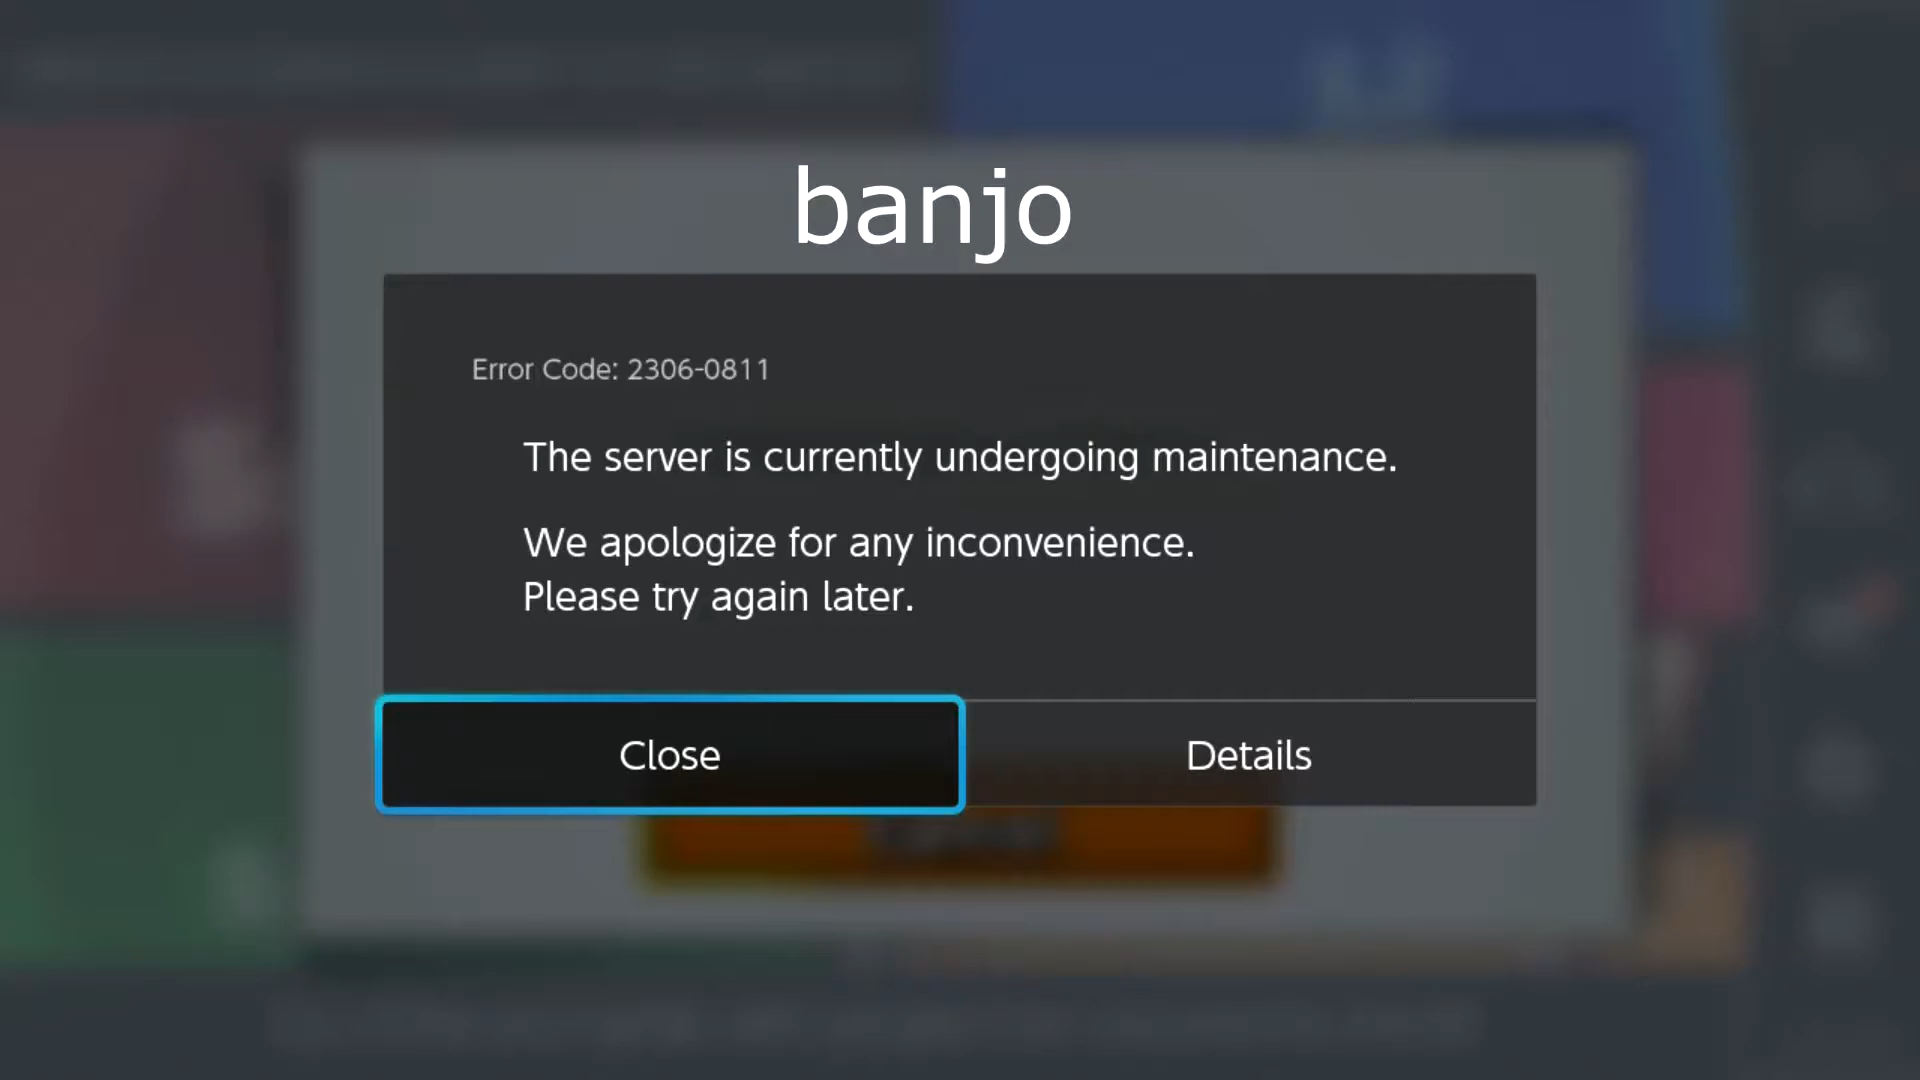 banjo
Error Code: 2306-0811
The server is currently undergoing maintenance.
We apologize for any inconvenience.
Please try again later.
Close
Details